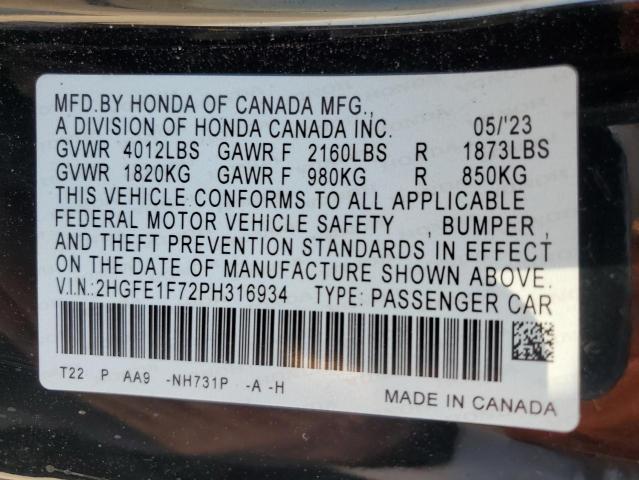 MFD.BY HONDA OF CANADA MFG.,
A DIVISION OF HONDA CANADA INC. 05/'23
GVWR 4012LBS GAWR F 2160LBS R 1873LBS
GVWR 1820KG GAWR F 980KG R 850KG
THIS VEHICLE CONFORMS TO ALL APPLICABLE
FEDERAL MOTOR VEHICLE SAFETY , BUMPER ,
AND THEFT PREVENTION STANDARDS IN EFFECT
ON THE DATE OF MANUFACTURE SHOWN ABOVE.
V.I.N.:2HGFE1F72PH316934 TYPE: PASSENGER CAR
T22 P AA9 -NH731P -A -H
MADE IN CANADA